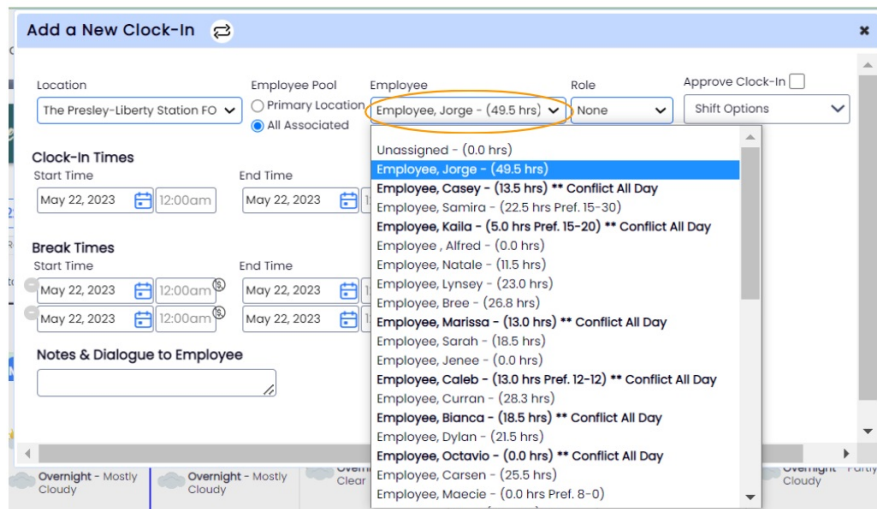 Add a New Clock-In
Location
Employee Pool
Employee
Role
Approve Clock-In
The Presley-Liberty Station FO
Primary Location
All Associated
Employee, Jorge - (49.5 hrs)
None
Shift Options
Clock-In Times
Start Time
End Time
May 22, 2023
12:00am
May 22, 2023
Break Times
Start Time
End Time
May 22, 2023
12:00am
May 22, 2023
May 22, 2023
12:00am
May 22, 2023
Notes & Dialogue to Employee
Unassigned - (0.0 hrs)
Employee, Jorge - (49.5 hrs)
Employee, Casey - (13.5 hrs) ** Conflict All Day
Employee, Samira - (22.5 hrs Pref. 15-30)
Employee, Kaila - (5.0 hrs Pref. 15-20) ** Conflict All Day
Employee , Alfred - (0.0 hrs)
Employee, Natale - (11.5 hrs)
Employee, Lynsey - (23.0 hrs)
Employee, Bree - (26.8 hrs)
Employee, Marissa - (13.0 hrs) ** Conflict All Day
Employee, Sarah - (18.5 hrs)
Employee, Jenee - (0.0 hrs)
Employee, Caleb - (13.0 hrs Pref. 12-12) ** Conflict All Day
Employee, Curran - (28.3 hrs)
Employee, Bianca - (18.5 hrs) ** Conflict All Day
Employee, Dylan - (21.5 hrs)
Employee, Octavio - (0.0 hrs) ** Conflict All Day
Employee, Carsen - (25.5 hrs)
Employee, Maecie - (0.0 hrs Pref. 8-0)
Overnight - Mostly
Cloudy
Overnight - Mostly
Cloudy
Clear
Overnight - Partly
Cloudy